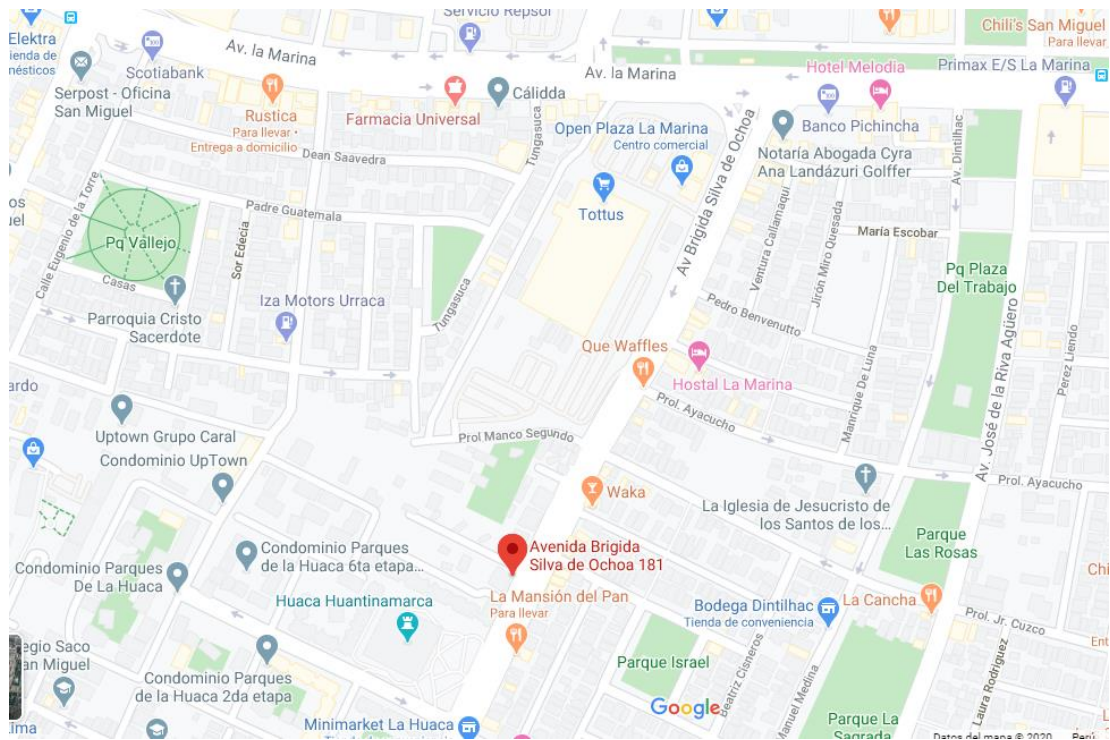 Servicio Repsol
Chili's San Miguel
Para llevar
Elektra
Tienda de
nésticos
Scotiabank
Av. la Marina
Av. la Marina
Hotel Melodia
Primax E/S La Marina
Serpost - Oficina
San Miguel
Rustica
Para llevar •
Entrega a domicilio
Farmacia Universal
Cálidda
Tungasuca
Open Plaza La Marina
Centro comercial
Av Brigida Silva de Ochoa
Banco Pichincha
Notaría Abogada Cyra
Ana Landázuri Golffer
Av. Dintilhac
Dean Saavedra
Tottus
Calle Eugenio de la Torre
Padre Guatemala
Pq Vallejo
Sor Edecia
Casas
Ventura Callamaqui
Jirón Miro Quesada
María Escobar
Pq Plaza
Del Trabajo
Parroquia Cristo
Sacerdote
Iza Motors Urraca
Tungasuca
Pedro Benvenutto
Av. José de la Riva Agüero
Perez Liendo
Que Waffles
Hostal La Marina
Manrique De Luna
Prol. Ayacucho
ardo
Uptown Grupo Caral
Prol Manco Segundo
Condominio UpTown
Prol. Ayacucho
Waka
La Iglesia de Jesucristo de
los Santos de los...
Parque
Las Rosas
Condominio Parques
De La Huaca
Condominio Parques
de la Huaca 6ta etapa...
Avenida Brigida
Silva de Ochoa 181
La Mansión del Pan
Para llevar
Huaca Huantinamarca
Bodega Dintilhac
Tienda de conveniencia
La Cancha
Prol. Jr. Cuzco
egio Saco
an Miguel
Condominio Parques
de la Huaca 2da etapa
Parque Israel
Beatriz Cisneros
Manuel Medina
Laura Rodriguez
Google
Minimarket La Huaca
Parque La
Sagrada
Datos del mapa © 2020
Perú